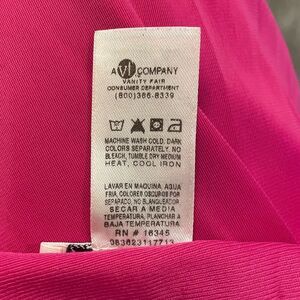 A vf COMPANY
VANITY FAIR
CONSUMER DEPARTMENT
(800)366-8339
MACHINE WASH COLD. DARK
COLORS SEPARATELY. NO
BLEACH, TUMBLE DRY MEDIUM
HEAT, COOL IRON
LAVAR EN MAQUINA, AGUA
FRIA, COLORES OSCUROS POR
SEPARADO, NO BLANQUEADOR
SECAR A MEDIA
TEMPERATURA, PLANCHAR A
BAJA TEMPERATURA
RN # 16345
083623117713